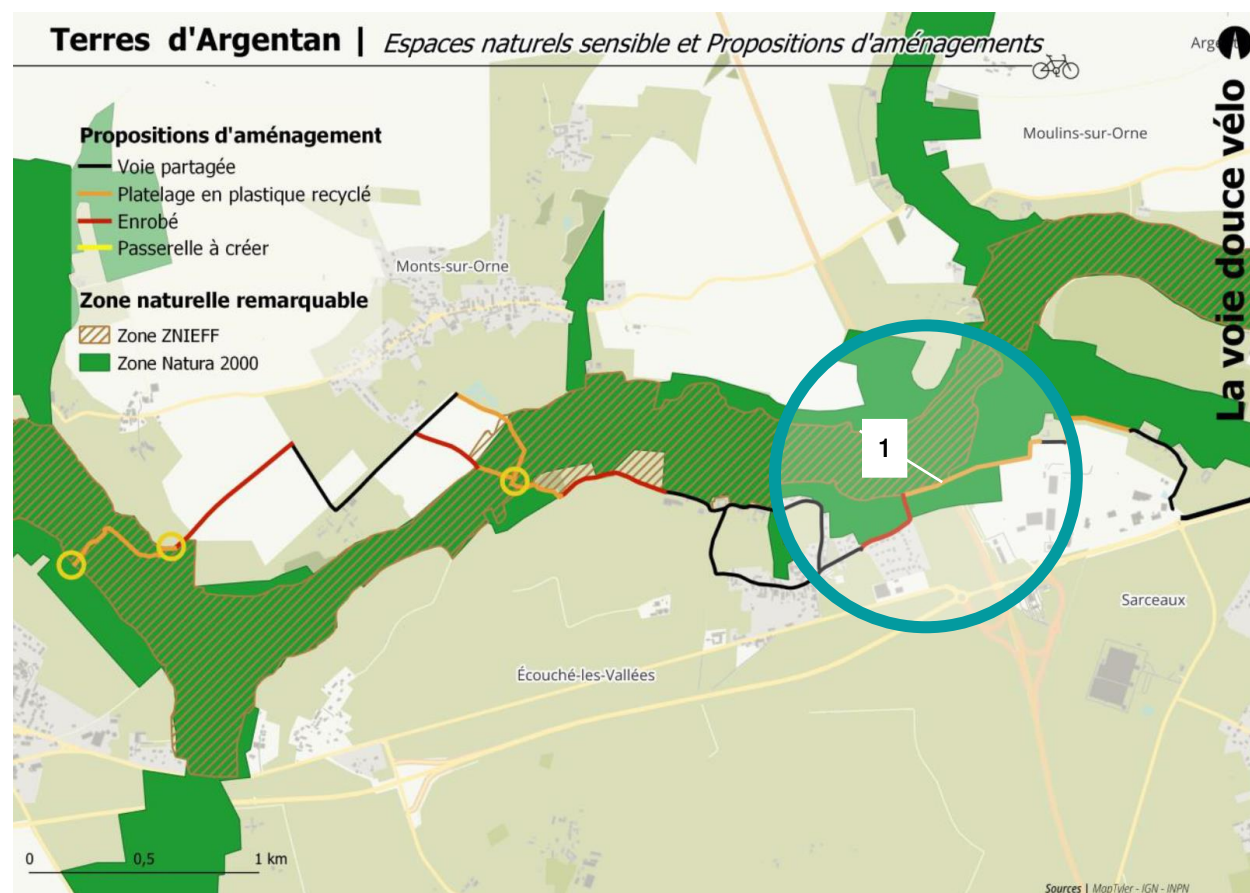 Terres d'Argentan | Espaces naturels sensible et Propositions d'aménagements
Moulins-sur-Orne
La voie douce vélo
Propositions d'aménagement
Voie partagée
Platelage en plastique recyclé
Enrobé
Passerelle à créer
Monts-sur-Orne
Zone naturelle remarquable
Zone ZNIEFF
Zone Natura 2000
1
Sarceaux
Écouché-les-Vallées
0 0,5 1 km
Sources | MapTyler - IGN - INPN